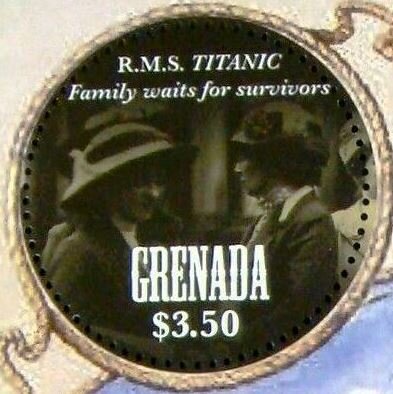 R.M.S. TITANIC
Family waits for survivors
GRENADA
$3.50